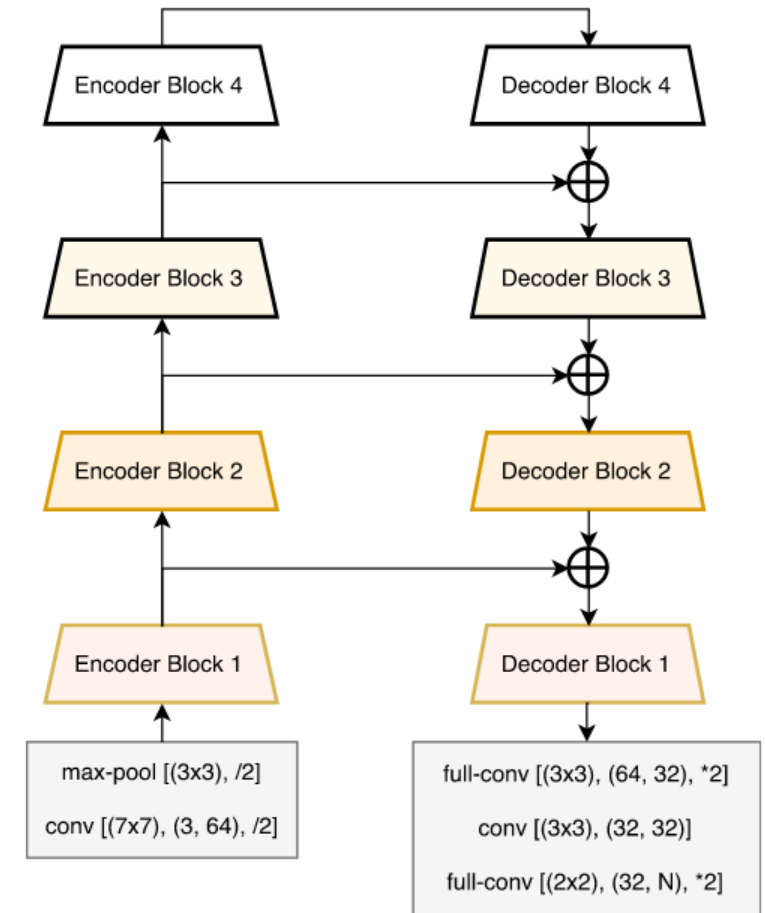 Encoder Block 4
Decoder Block 4
Encoder Block 3
Decoder Block 3
Encoder Block 2
Decoder Block 2
Encoder Block 1
Decoder Block 1
max-pool [(3x3), /2]
conv [(7x7), (3, 64), /2]
full-conv [(3x3), (64, 32), *2]
conv [(3x3), (32, 32)]
full-conv [(2x2), (32, N), *2]